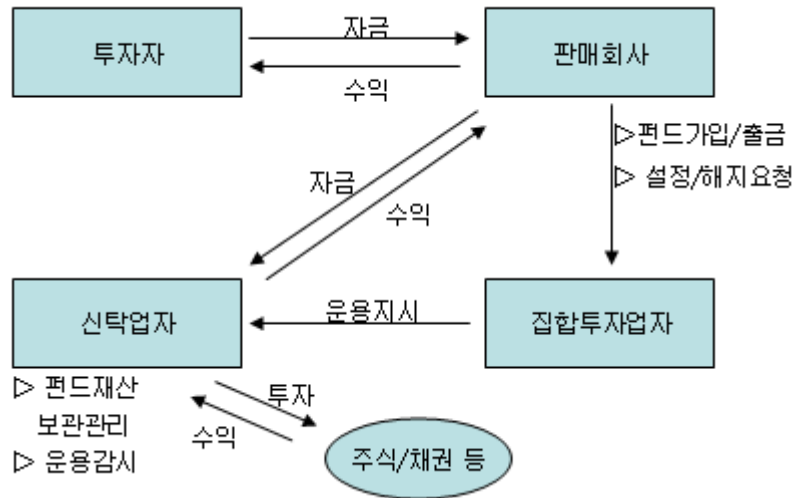 자금
투자자
판매회사
수익
▷펀드가입/출금
▷ 설정/해지요청
자금
수익
신탁업자
운용지시
집합투자업자
▷ 펀드재산
보관관리
▷ 운용감시
투자
수익
주식/채권 등